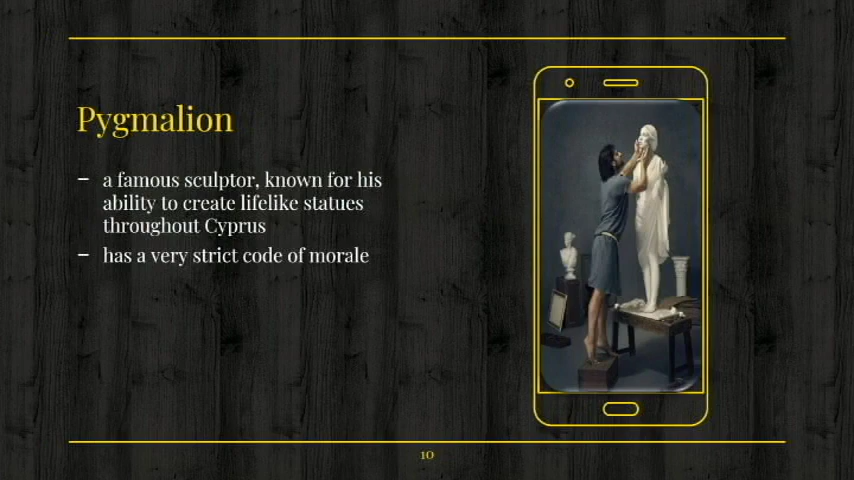 Pygmalion
– a famous sculptor, known for his
ability to create lifelike statues
throughout Cyprus
– has a very strict code of morale
10